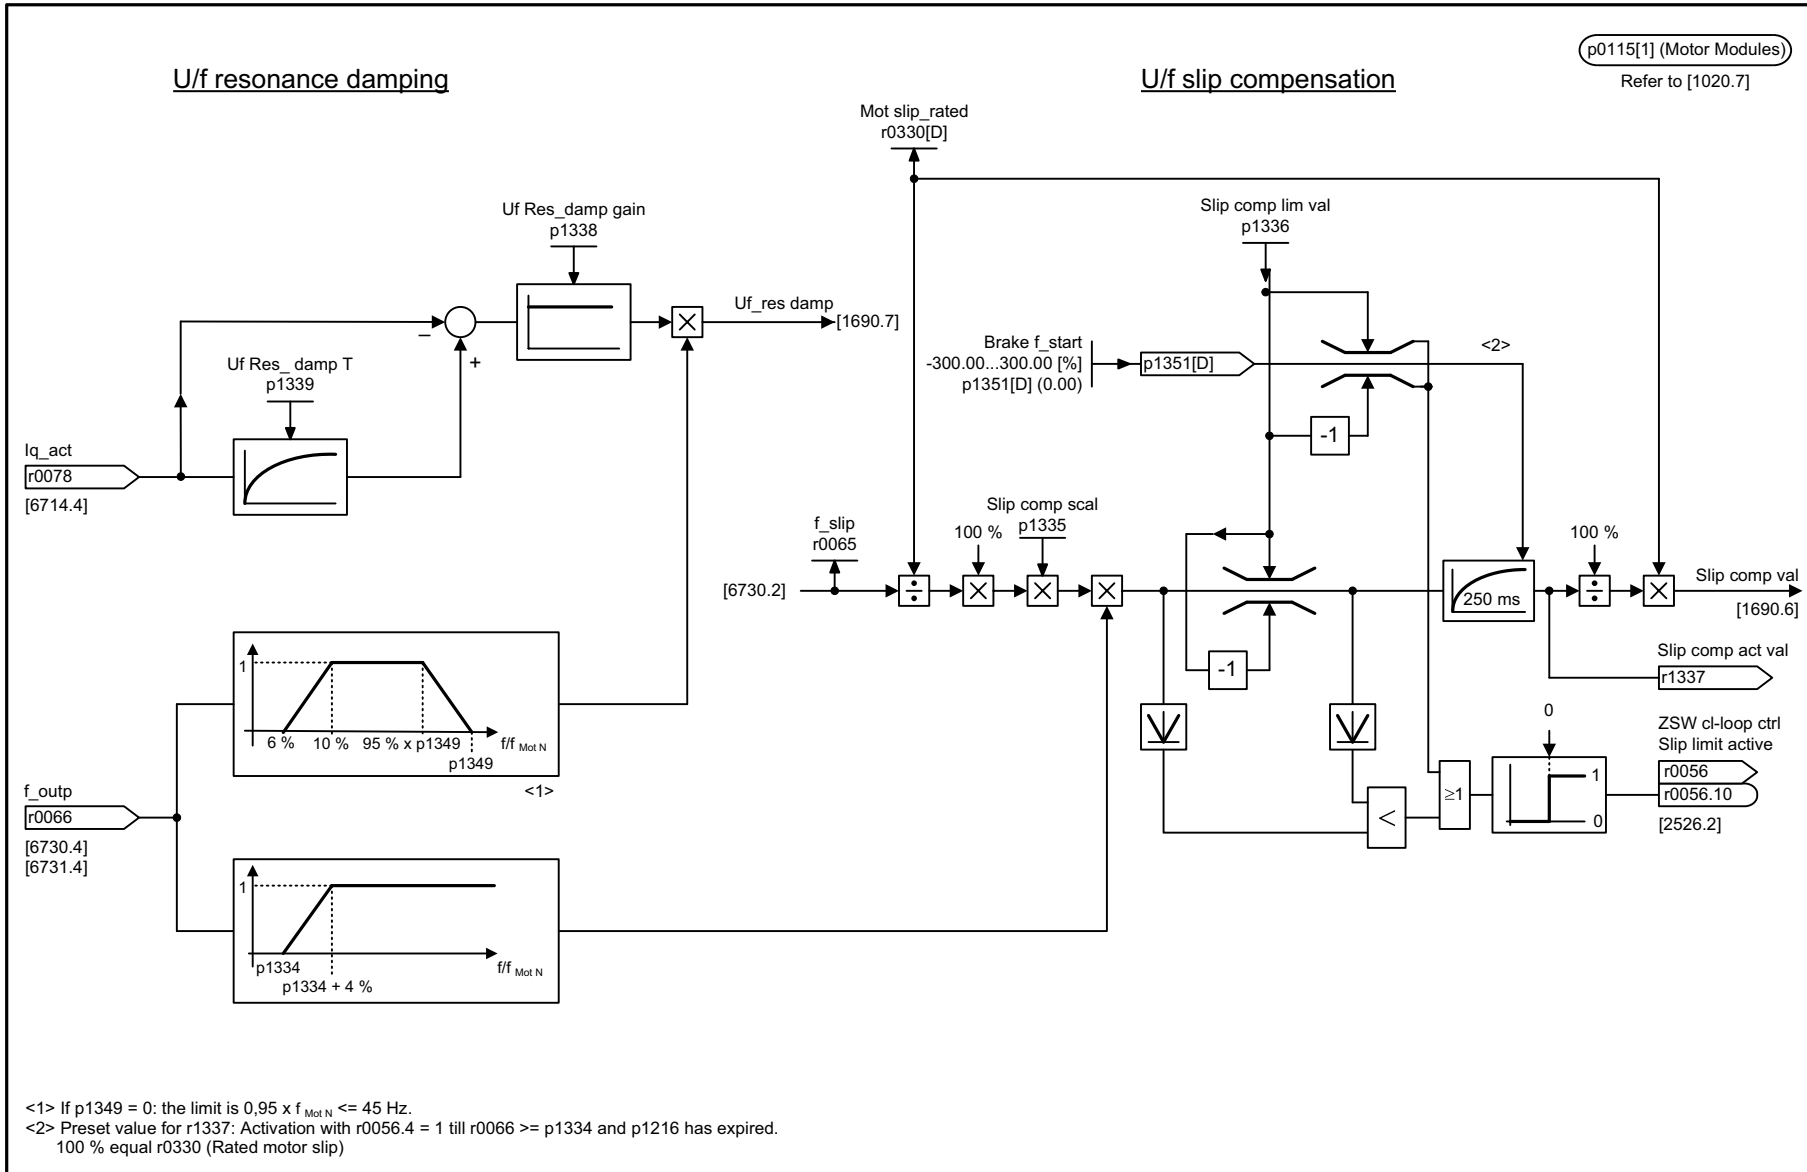 p0115[1] (Motor Modules)
Refer to [1020.7]
U/f resonance damping
U/f slip compensation
Mot slip_rated
r0330[D]
Uf Res_damp gain
p1338
Slip comp lim val
p1336
Uf_res damp
[1690.7]
–
+
Uf Res_ damp T
p1339
Brake f_start
-300.00...300.00 [%]
p1351[D] (0.00)
p1351[D]
<2>
-1
Iq_act
r0078
[6714.4]
f_slip
r0065
100 %
Slip comp scal
p1335
100 %
[6730.2]
÷
×
×
×
250 ms
÷
×
Slip comp val
[1690.6]
-1
Slip comp act val
r1337
1
6 %
10 %
95 % x p1349
f/f Mot N
p1349
<1>
0
ZSW cl-loop ctrl
Slip limit active
r0056
r0056.10
[2526.2]
1
0
≥1
<
f_outp
r0066
[6730.4]
[6731.4]
1
p1334
p1334 + 4 %
f/f Mot N
<1> If p1349 = 0: the limit is 0,95 x f Mot N <= 45 Hz.
<2> Preset value for r1337: Activation with r0056.4 = 1 till r0066 >= p1334 and p1216 has expired.
100 % equal r0330 (Rated motor slip)